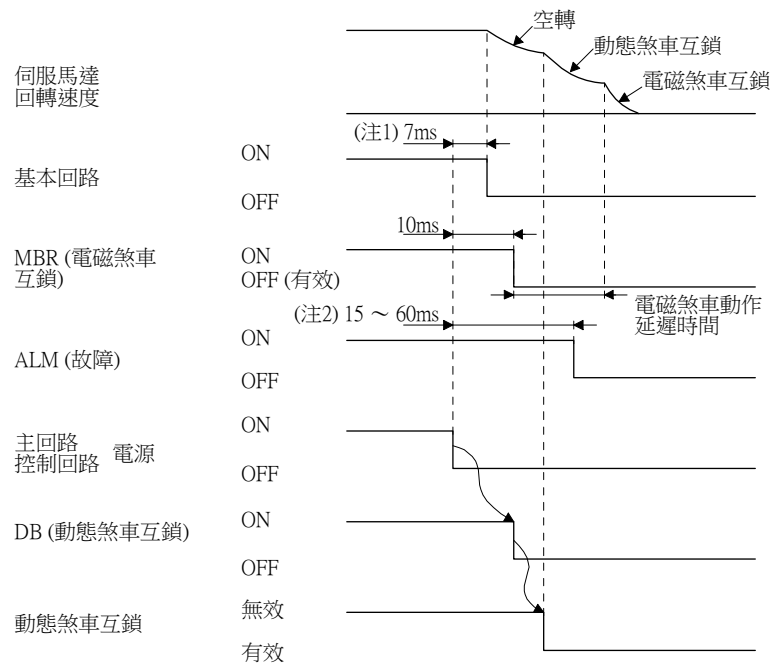 空轉
動態煞車互鎖
電磁煞車互鎖
伺服馬達
回轉速度
(注1) 7ms
ON
基本回路
OFF
10ms
MBR (電磁煞車
互鎖)
ON
OFF (有效)
電磁煞車動作
延遲時間
(注2) 15 ～ 60ms
ON
ALM (故障)
OFF
ON
主回路
控制回路
電源
OFF
ON
DB (動態煞車互鎖)
OFF
無效
動態煞車互鎖
有效